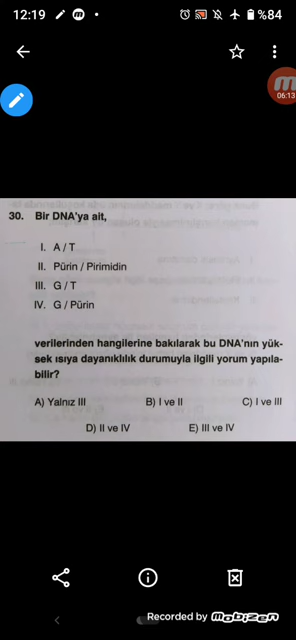 12:19
%84
m
06:13
30. Bir DNA'ya ait,
I. A / T
II. Pürin / Pirimidin
III. G / T
IV. G / Pürin
verilerinden hangilerine bakılarak bu DNA'nın yük-
sek ısıya dayanıklılık durumuyla ilgili yorum yapıla-
bilir?
A) Yalnız III B) I ve II C) I ve III
D) II ve IV E) III ve IV
Recorded by mobizen